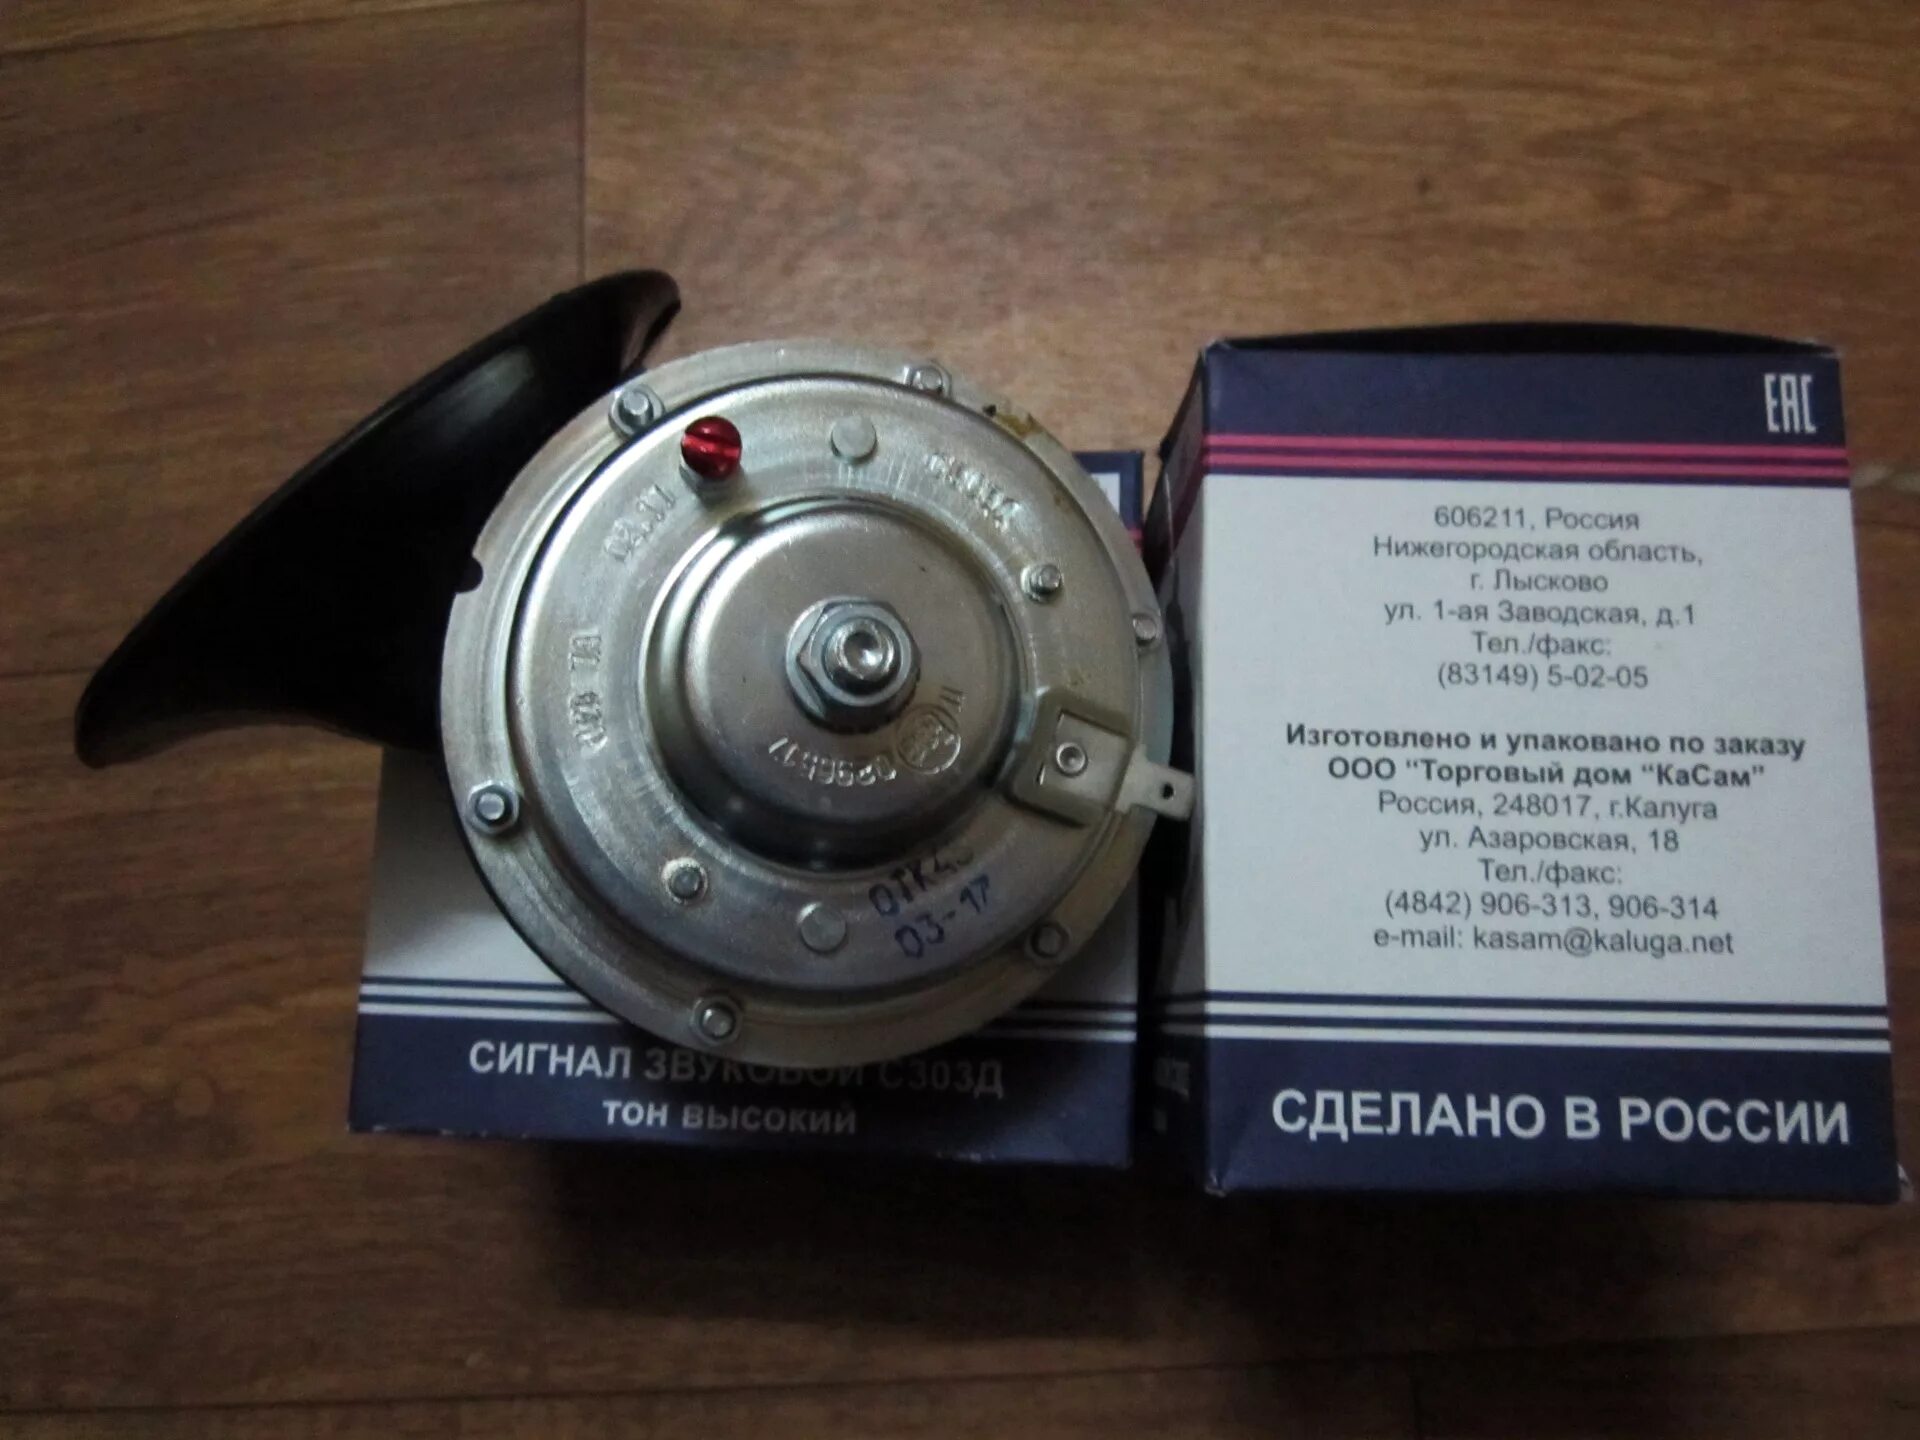 ОТК
03-17
03.17
СИГНАЛ ЗВУКОВОЙ С303Д
ТОН ВЫСОКИЙ
EAC
606211, Россия
Нижегородская область,
г. Лысково
ул. 1-ая Заводская, д.1
Тел./факс:
(83149) 5-02-05
Изготовлено и упаковано по заказу
ООО "Торговый дом "КаСам"
Россия, 248017, г.Калуга
ул. Азаровская, 18
Тел./факс:
(4842) 906-313, 906-314
e-mail: kasam@kaluga.net
СДЕЛАНО В РОССИИ